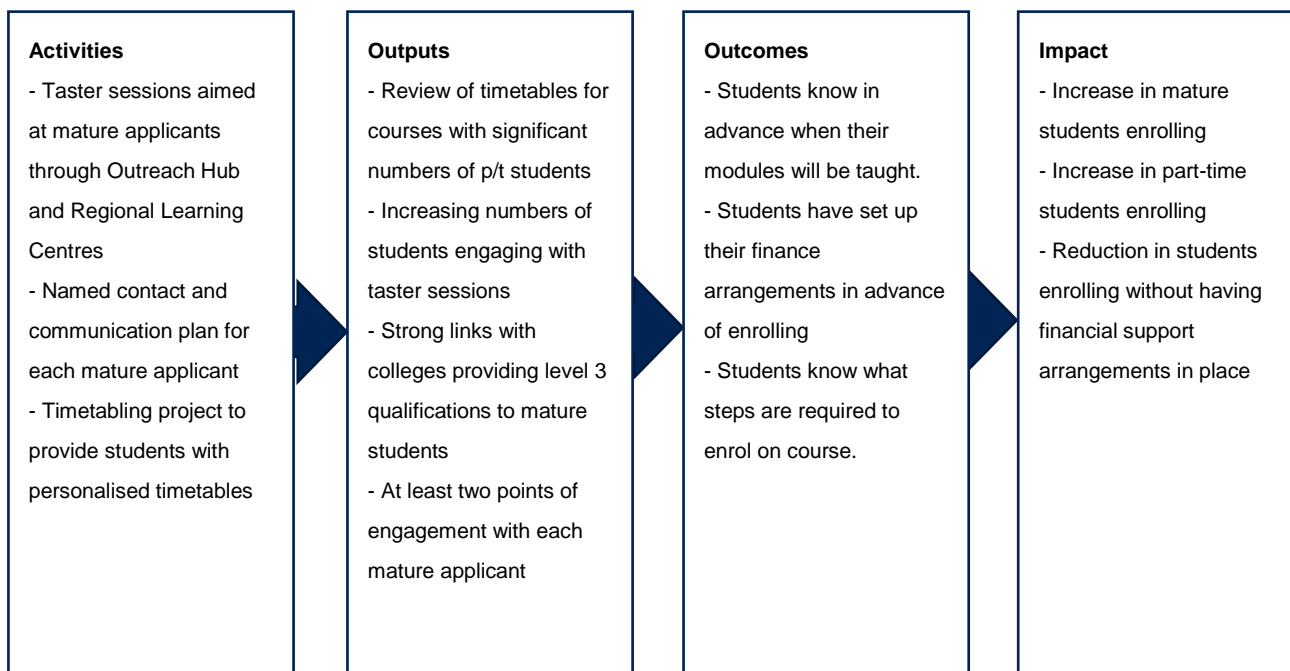 Activities
- Taster sessions aimed
at mature applicants
through Outreach Hub
and Regional Learning
Centres
- Named contact and
communication plan for
each mature applicant
- Timetabling project to
provide students with
personalised timetables
Outputs
- Review of timetables for
courses with significant
numbers of p/t students
- Increasing numbers of
students engaging with
taster sessions
- Strong links with
colleges providing level 3
qualifications to mature
students
- At least two points of
engagement with each
mature applicant
Outcomes
- Students know in
advance when their
modules will be taught.
- Students have set up
their finance
arrangements in advance
of enrolling
- Students know what
steps are required to
enrol on course.
Impact
- Increase in mature
students enrolling
- Increase in part-time
students enrolling
- Reduction in students
enrolling without having
financial support
arrangements in place